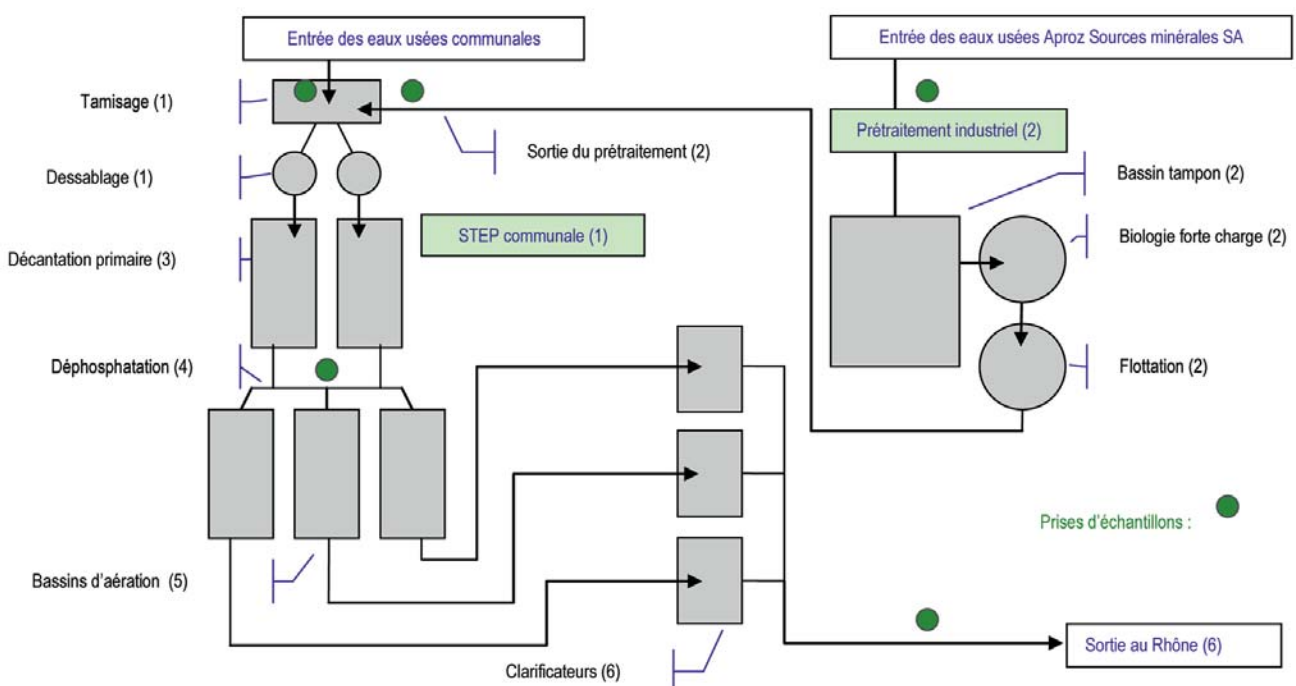 Entrée des eaux usées communales
Entrée des eaux usées Aproz Sources minérales SA
Tamisage (1)
Prétraitement industriel (2)
Sortie du prétraitement (2)
Bassin tampon (2)
Dessablage (1)
STEP communale (1)
Biologie forte charge (2)
Décantation primaire (3)
Déphosphatation (4)
Flottation (2)
Prises d'échantillons :
Bassins d'aération (5)
Sortie au Rhône (6)
Clarificateurs (6)